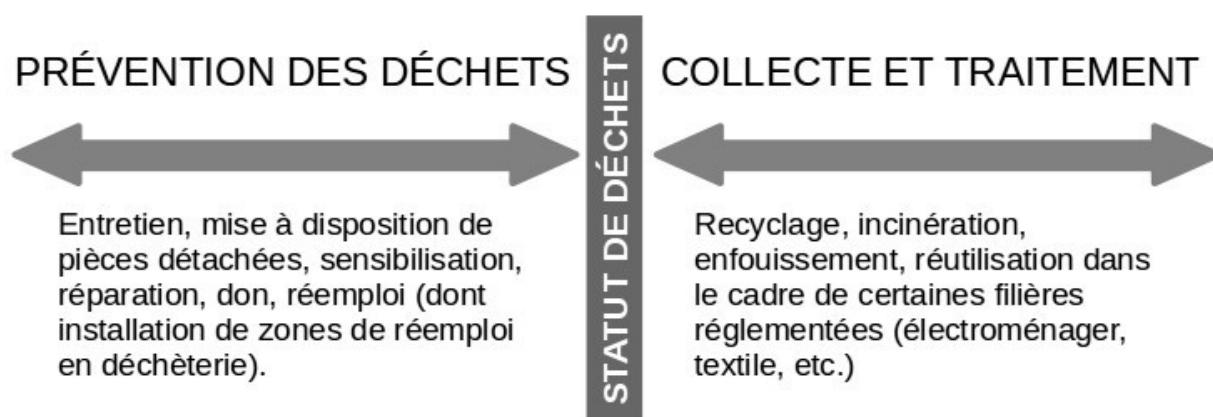 PRÉVENTION DES DÉCHETS
Entretien, mise à disposition de
pièces détachées, sensibilisation,
réparation, don, réemploi (dont
installation de zones de réemploi
en déchèterie).
STATUT DE DÉCHETS
COLLECTE ET TRAITEMENT
Recyclage, incinération,
enfouissement, réutilisation dans
le cadre de certaines filières
réglementées (électroménager,
textile, etc.)